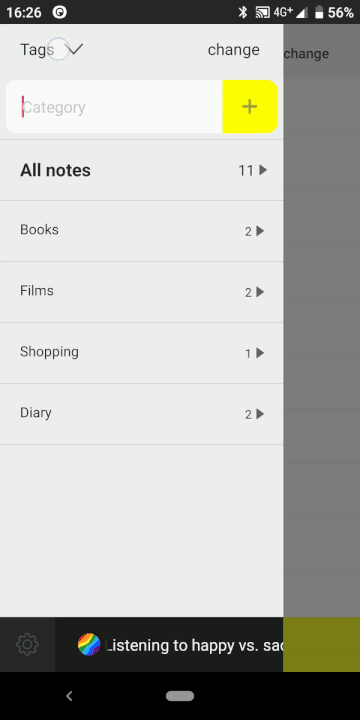 16:26 4G+ 56%
Tags change
change
Category +
All notes 11
Books 2
Films 2
Shopping 1
Diary 2
Listening to happy vs.